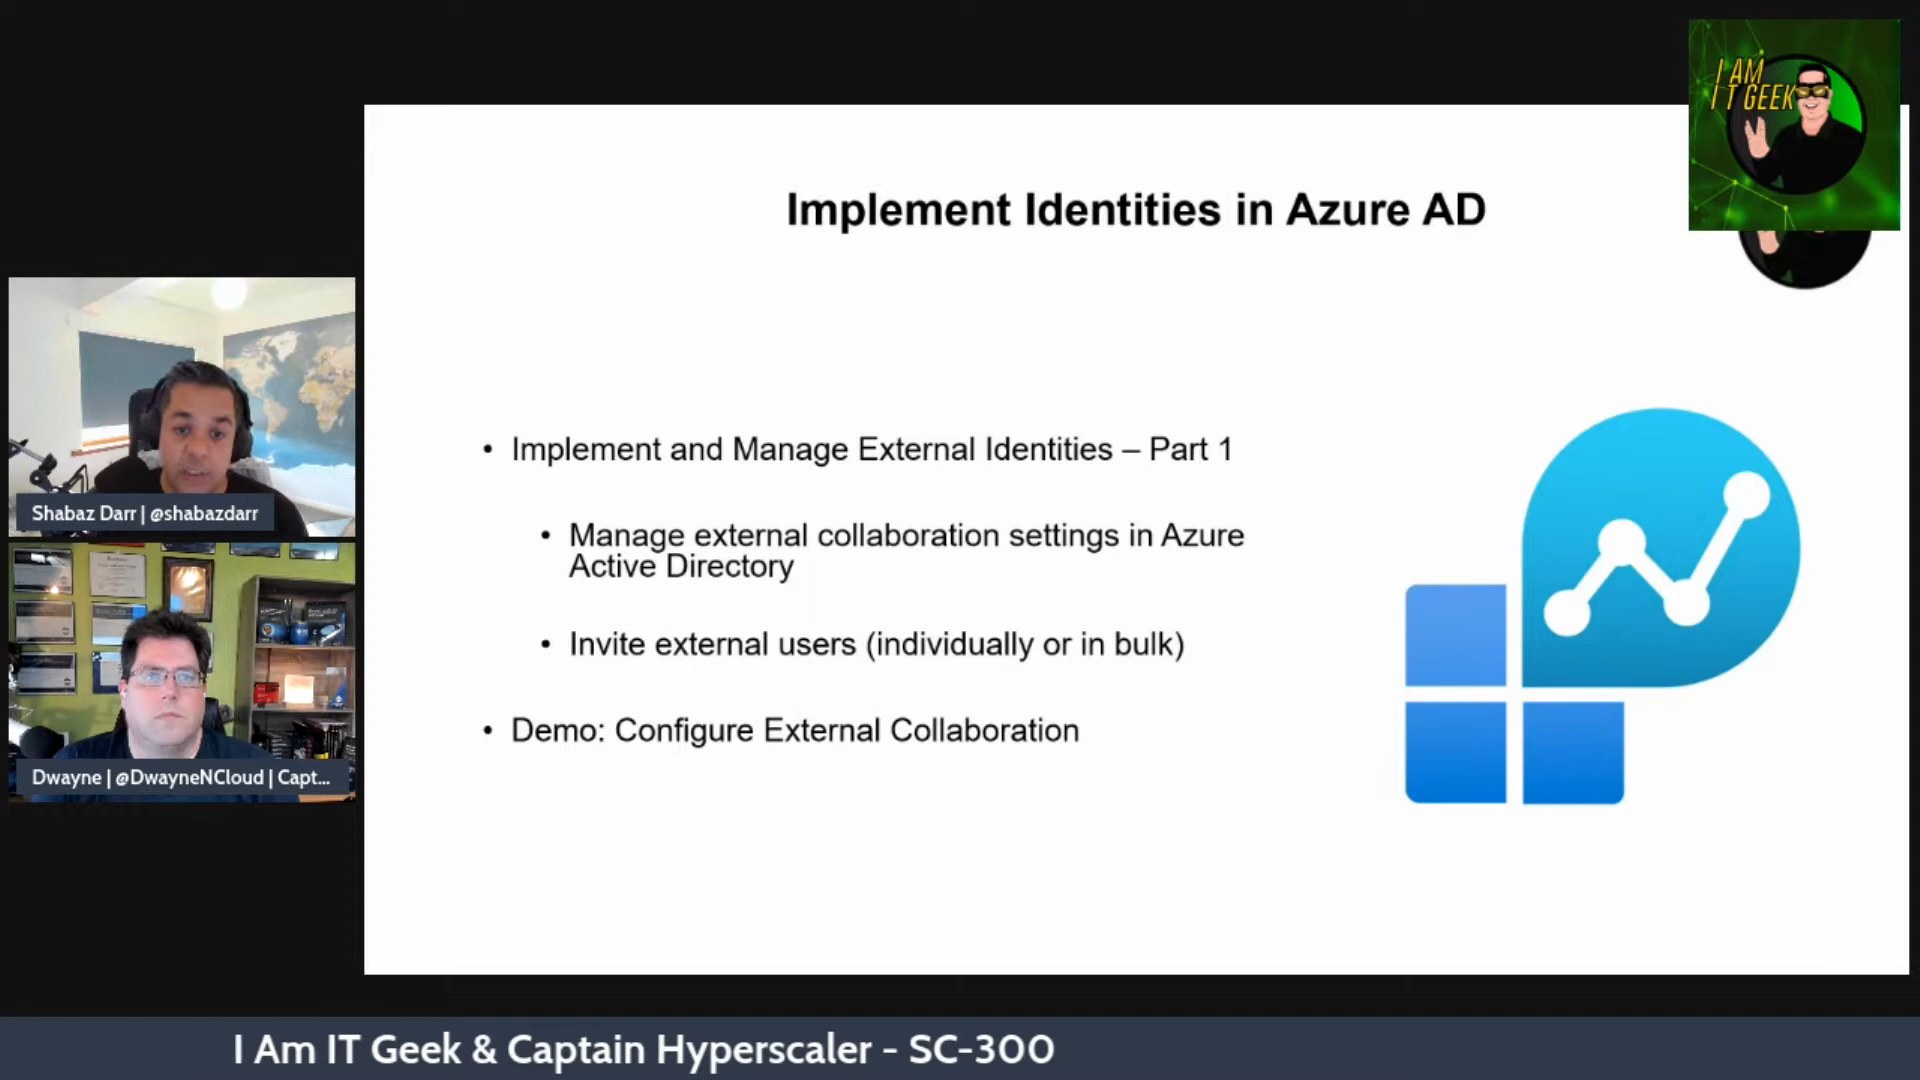 I AM
IT GEEK
Implement Identities in Azure AD
• Implement and Manage External Identities – Part 1
• Manage external collaboration settings in Azure
Active Directory
• Invite external users (individually or in bulk)
• Demo: Configure External Collaboration
Shabaz Darr | @shabazdarr
Dwayne | @DwayneNCloud | Capt...
I Am IT Geek & Captain Hyperscaler - SC-300